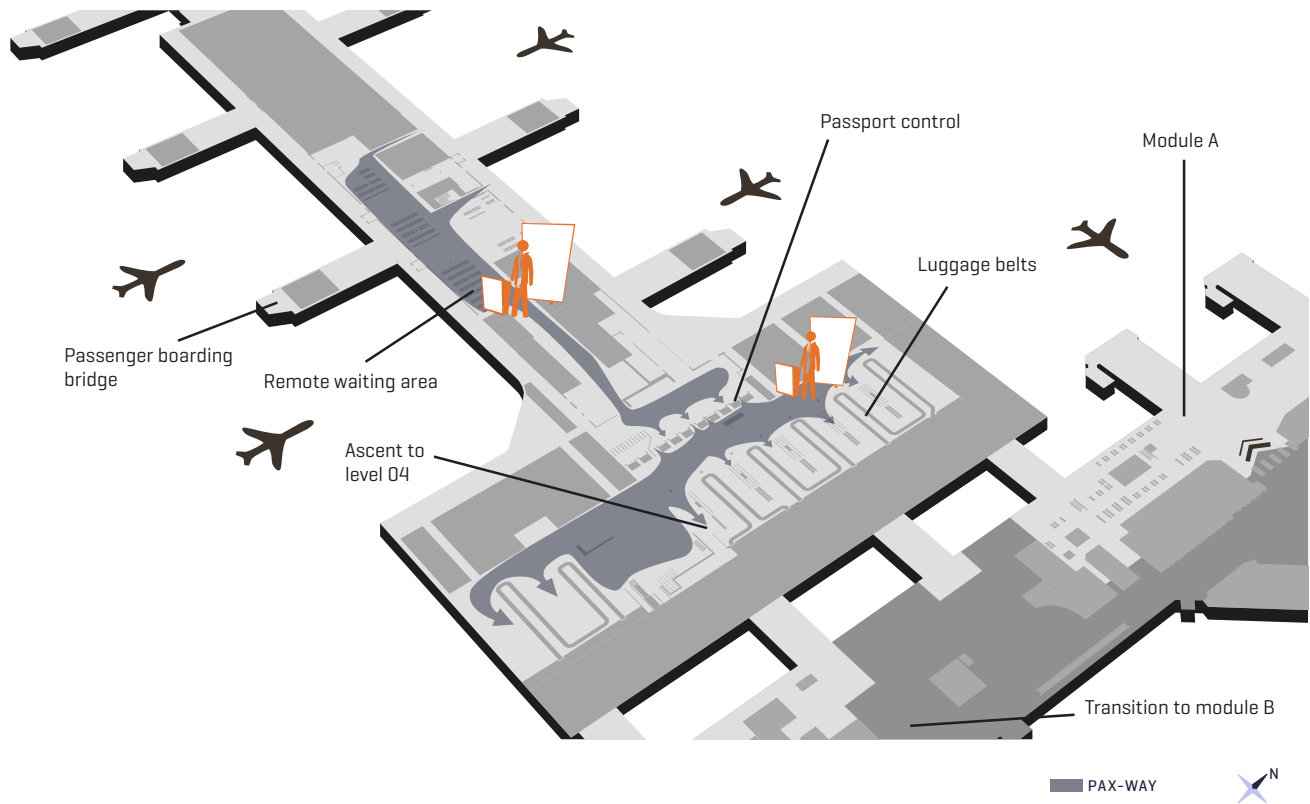 Passport control
Module A
Luggage belts
Passenger boarding
bridge
Remote waiting area
Ascent to
level 04
Transition to module B
PAX-WAY
N